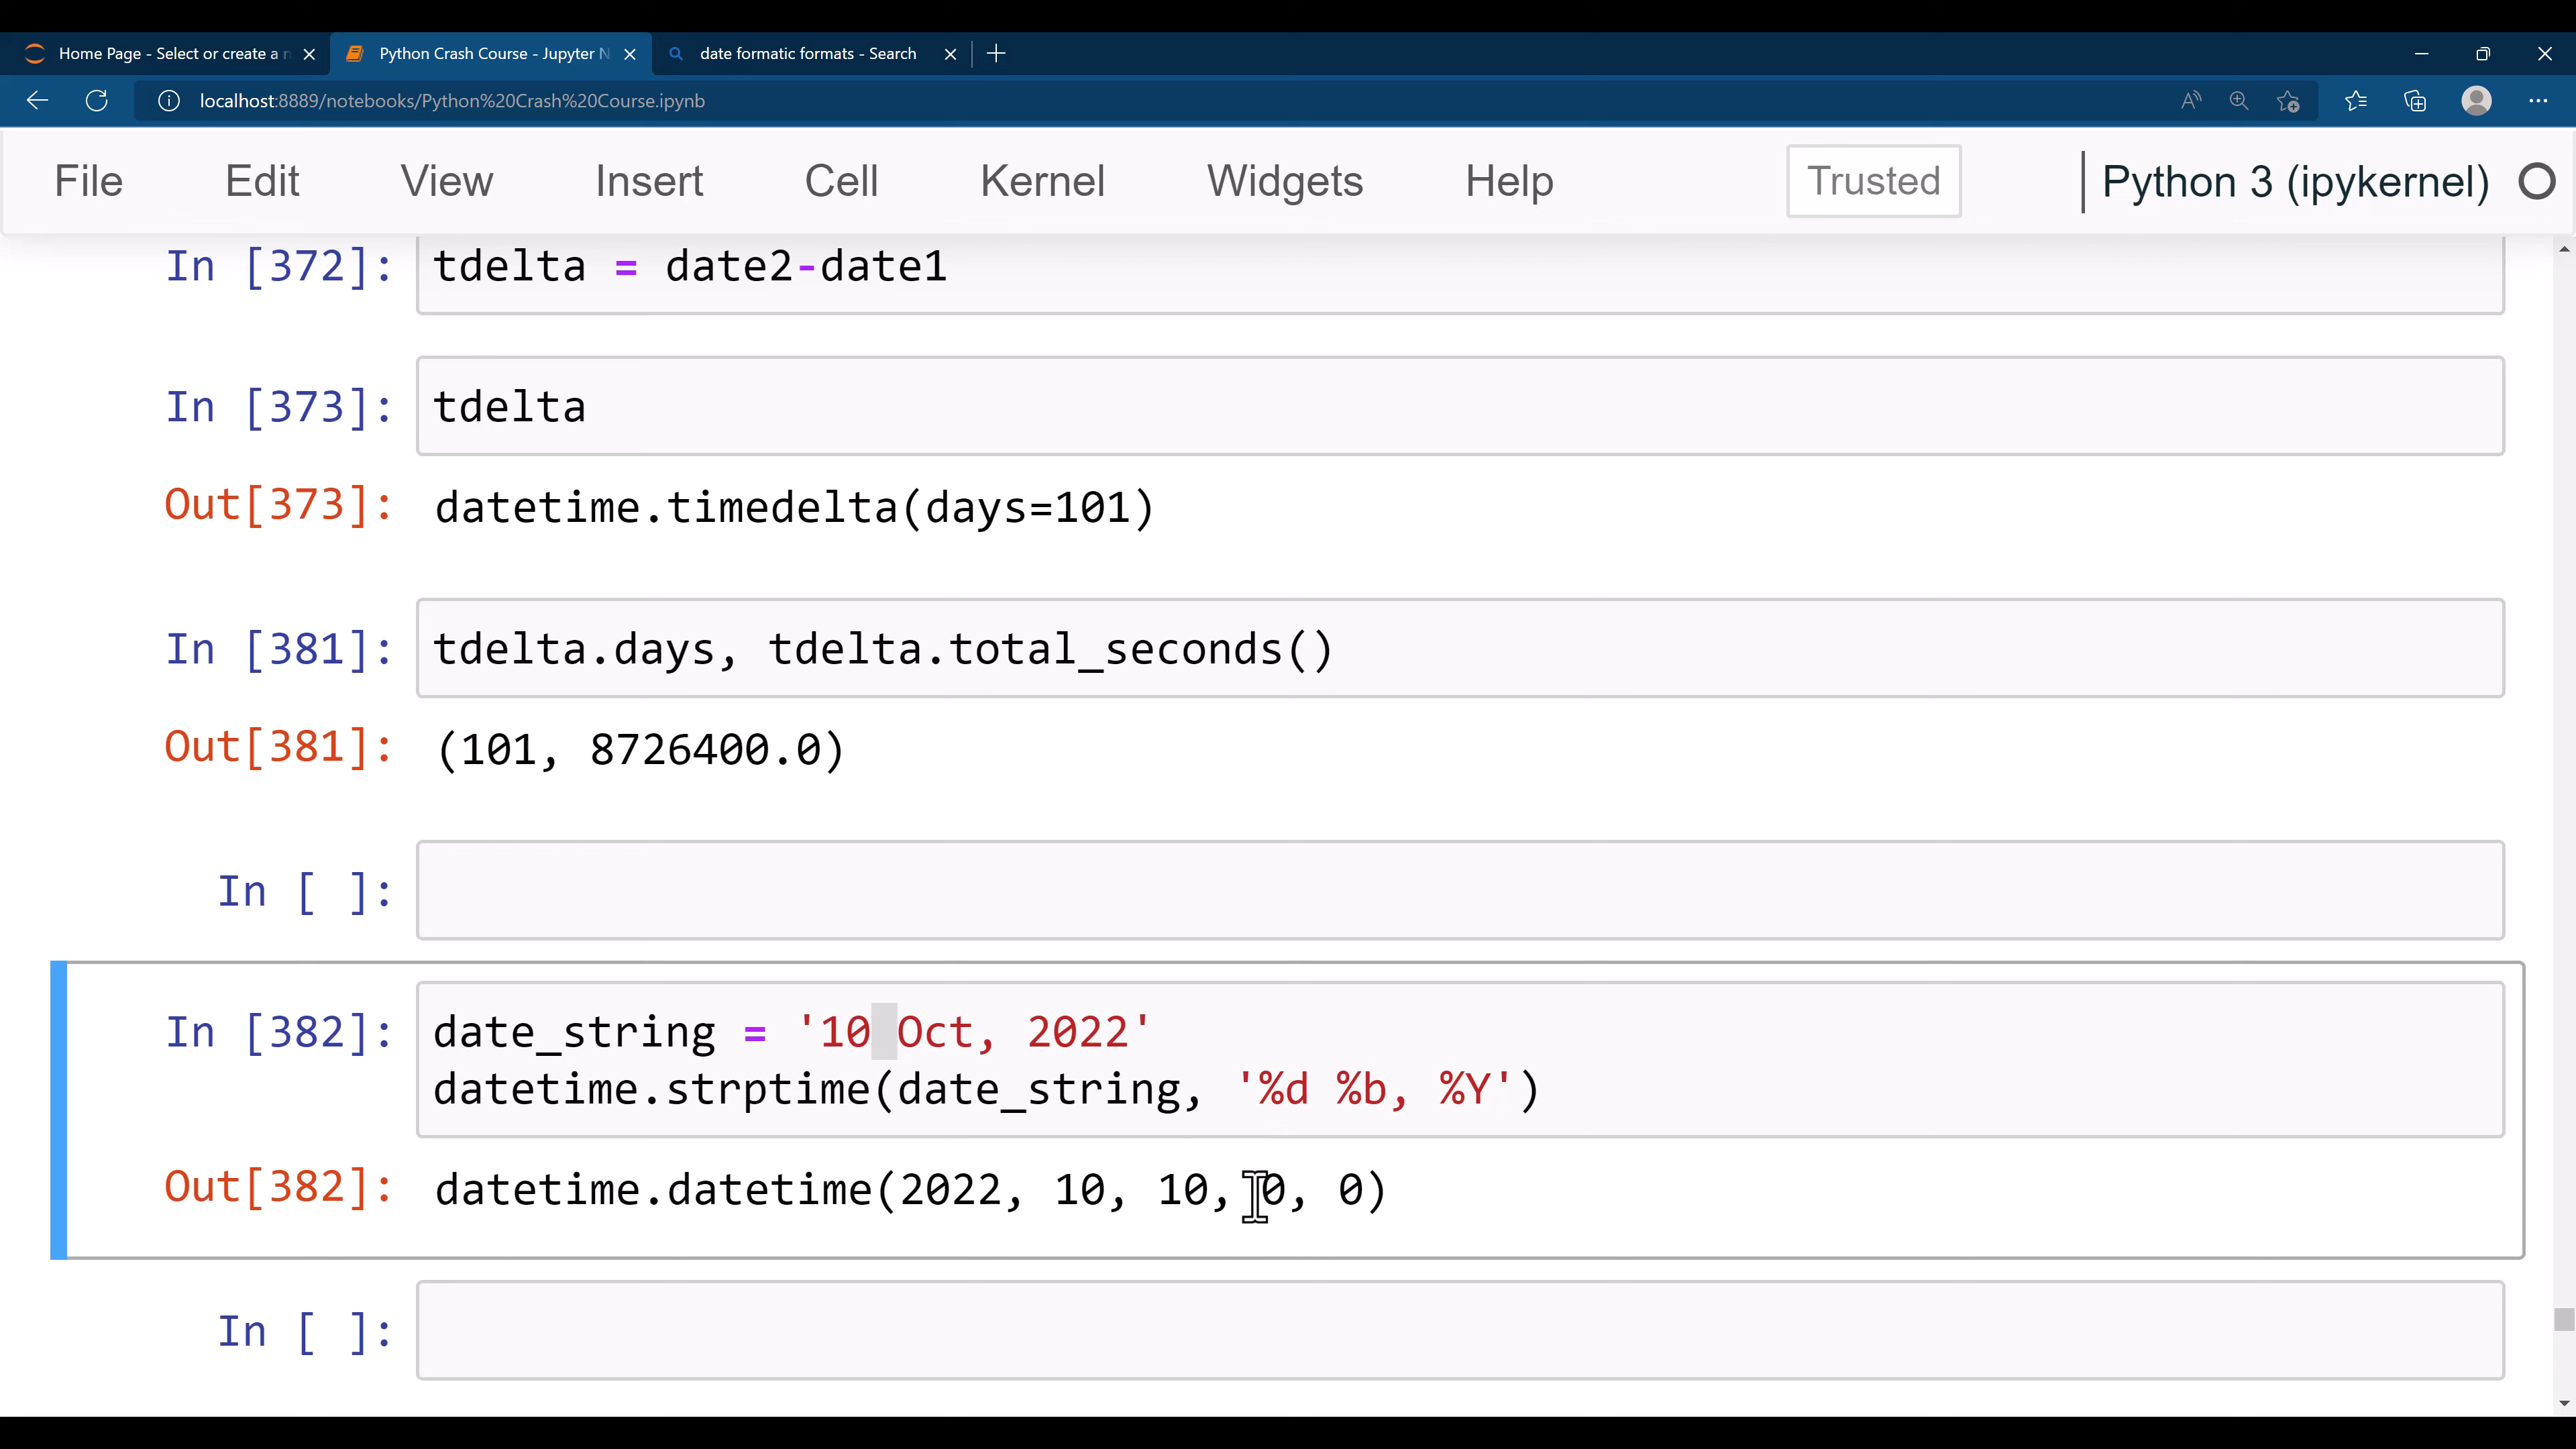 Home Page - Select or create a n
Python Crash Course - Jupyter N
date formatic formats - Search
localhost:8889/notebooks/Python%20Crash%20Course.ipynb
File Edit View Insert Cell Kernel Widgets Help Trusted Python 3 (ipykernel)
In [372]: tdelta = date2-date1
In [373]: tdelta
Out[373]: datetime.timedelta(days=101)
In [381]: tdelta.days, tdelta.total_seconds()
Out[381]: (101, 8726400.0)
In [ ]:
In [382]: date_string = '10 Oct, 2022'
datetime.strptime(date_string, '%d %b, %Y')
Out[382]: datetime.datetime(2022, 10, 10, 0, 0)
In [ ]: